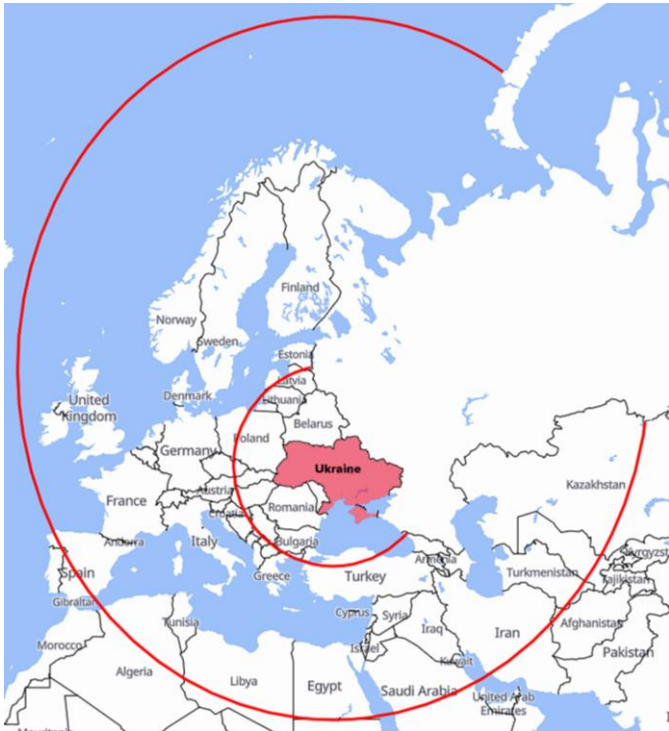 Finland
Norway
Sweden
Estonia
Latvia
Lithuania
Denmark
United
Kingdom
Belarus
Poland
Germany
Ukraine
Kazakhstan
Austria
France
Romania
Croatia
Andorra
Italy
Bulgaria
Armenia
Kyrgyzst
Turkmenistan
Tajikistan
Spain
Greece
Turkey
Gibraltar
Cyprus
Syria
Tunisia
Iraq
Iran
Afghanistan
Israel
Morocco
Pakistan
Kuwait
Algeria
Libya
Egypt
Saudi Arabia
United Arab
Emirates